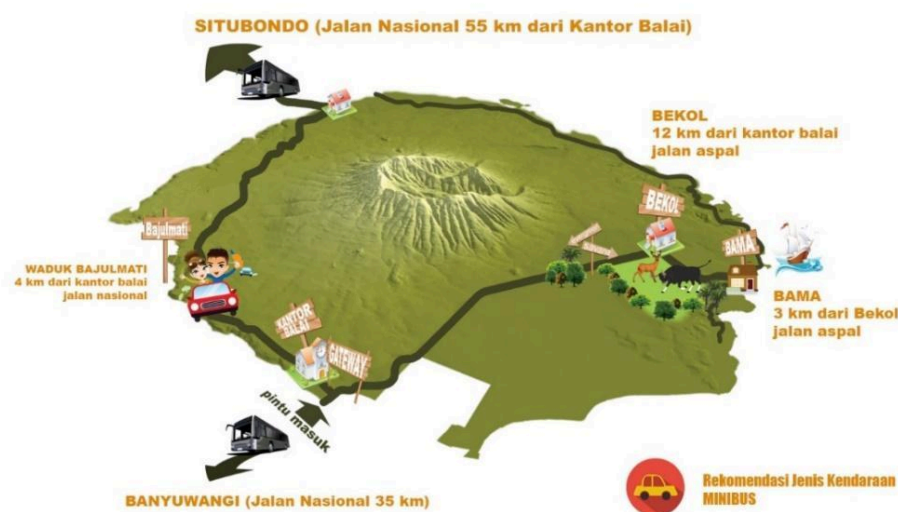 SITUBONDO (Jalan Nasional 55 km dari Kantor Balai)
BEKOL
12 km dari kantor balai
jalan aspal
BEKOL
Bajulmati
BAMA
WADUK BAJULMATI
4 km dari kantor balai
jalan nasional
BAMA
3 km dari Bekol
jalan aspal
KANTOR
BALAI
GATEWAY
pintu masuk
BANYUWANGI (Jalan Nasional 35 km)
Rekomendasi Jenis Kendaraan
MINIBUS